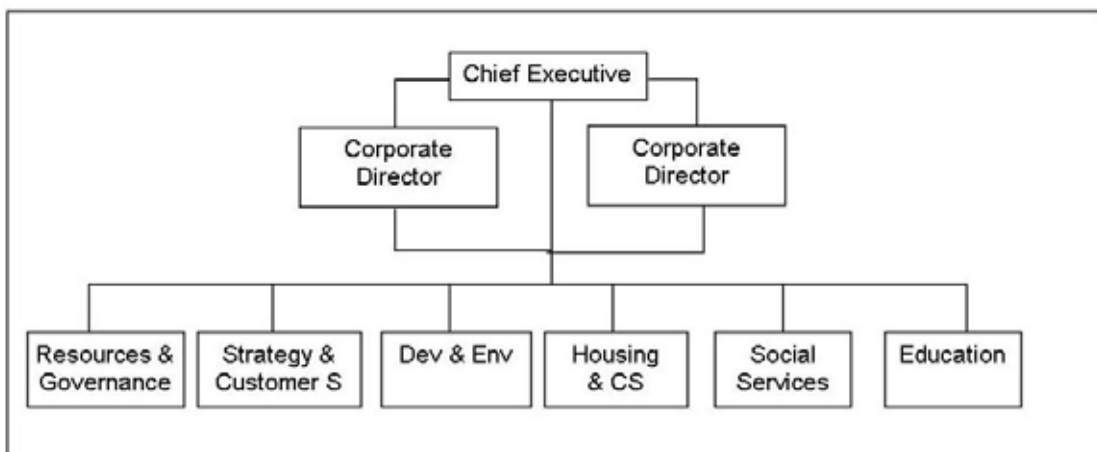 Chief Executive
Corporate
Director
Corporate
Director
Resources &
Governance
Strategy &
Customer S
Dev & Env
Housing
& CS
Social
Services
Education